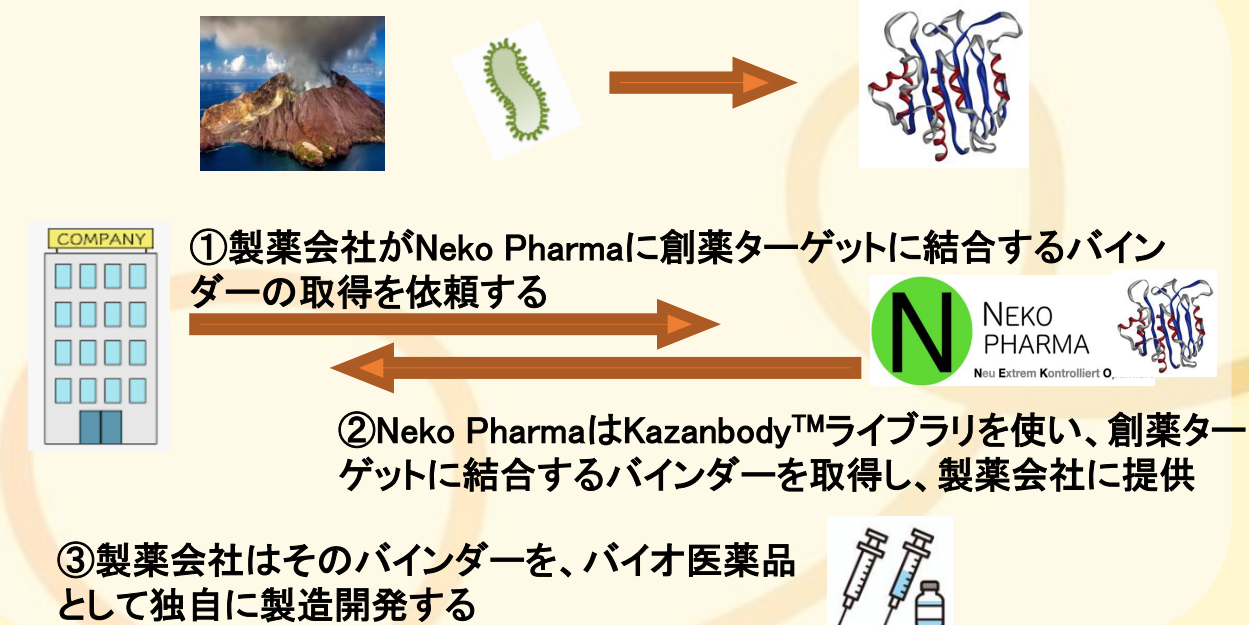 COMPANY
①製薬会社がNeko Pharmaに創薬ターゲットに結合するバイン
ダーの取得を依頼する
N
NEKO
PHARMA
Neu Extrem Kontrolliert
②Neko PharmaはKazanbody™ライブラリを使い、創薬ター
ゲットに結合するバインダーを取得し、製薬会社に提供
③製薬会社はそのバインダーを、バイオ医薬品
として独自に製造開発する